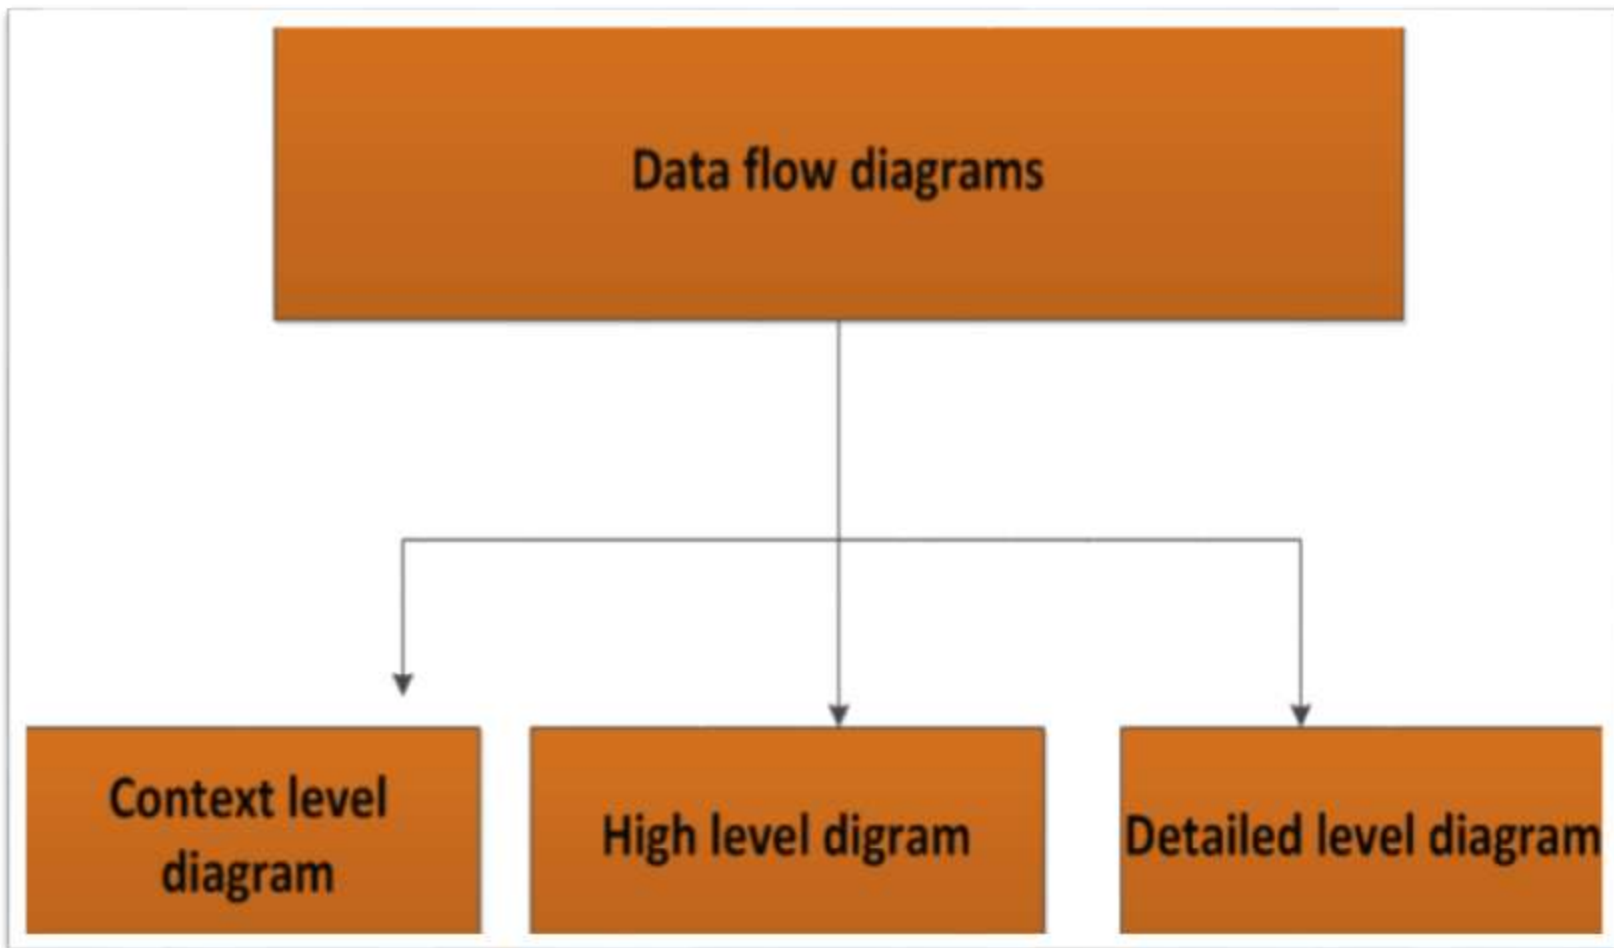 Data flow diagrams
Context level
diagram
High level digram
Detailed level diagram